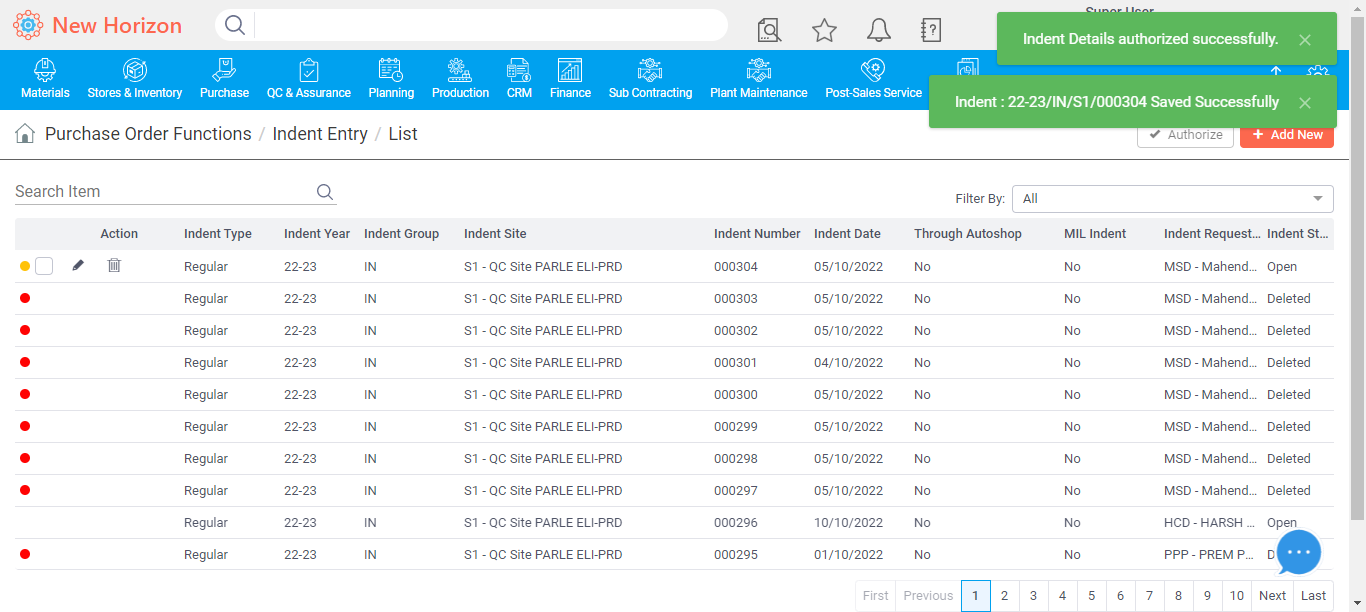 New Horizon
Super User
Indent Details authorized successfully.
Materials Stores & Inventory Purchase QC & Assurance Planning Production CRM Finance Sub Contracting Plant Maintenance Post-Sales Service
Indent : 22-23/IN/S1/000304 Saved Successfully
Purchase Order Functions / Indent Entry / List
Authorize + Add New
Search Item
Filter By: All
Action Indent Type Indent Year Indent Group Indent Site Indent Number Indent Date Through Autoshop MIL Indent Indent Request... Indent St...
Regular 22-23 IN S1 - QC Site PARLE ELI-PRD 000304 05/10/2022 No No MSD - Mahend... Open
Regular 22-23 IN S1 - QC Site PARLE ELI-PRD 000303 05/10/2022 No No MSD - Mahend... Deleted
Regular 22-23 IN S1 - QC Site PARLE ELI-PRD 000302 05/10/2022 No No MSD - Mahend... Deleted
Regular 22-23 IN S1 - QC Site PARLE ELI-PRD 000301 04/10/2022 No No MSD - Mahend... Deleted
Regular 22-23 IN S1 - QC Site PARLE ELI-PRD 000300 05/10/2022 No No MSD - Mahend... Deleted
Regular 22-23 IN S1 - QC Site PARLE ELI-PRD 000299 05/10/2022 No No MSD - Mahend... Deleted
Regular 22-23 IN S1 - QC Site PARLE ELI-PRD 000298 05/10/2022 No No MSD - Mahend... Deleted
Regular 22-23 IN S1 - QC Site PARLE ELI-PRD 000297 05/10/2022 No No MSD - Mahend... Deleted
Regular 22-23 IN S1 - QC Site PARLE ELI-PRD 000296 10/10/2022 No No HCD - HARSH ... Open
Regular 22-23 IN S1 - QC Site PARLE ELI-PRD 000295 01/10/2022 No No PPP - PREM P...
First Previous 1 2 3 4 5 6 7 8 9 10 Next Last